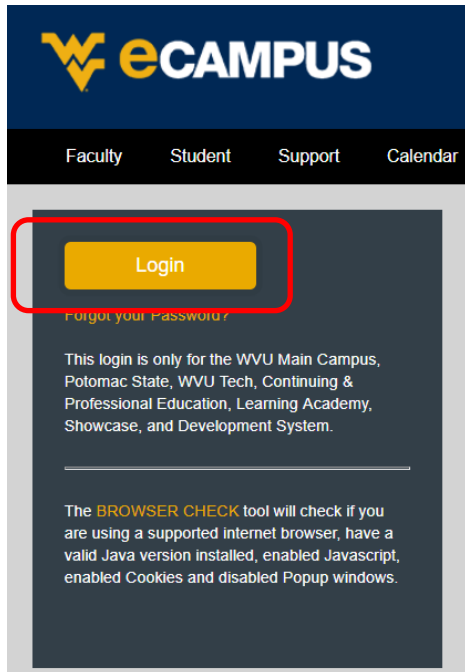 WV eCAMPUS
Faculty Student Support Calendar
Login
Forgot your Password?
This login is only for the WVU Main Campus,
Potomac State, WVU Tech, Continuing &
Professional Education, Learning Academy,
Showcase, and Development System.
The BROWSER CHECK tool will check if you
are using a supported internet browser, have a
valid Java version installed, enabled Javascript,
enabled Cookies and disabled Popup windows.